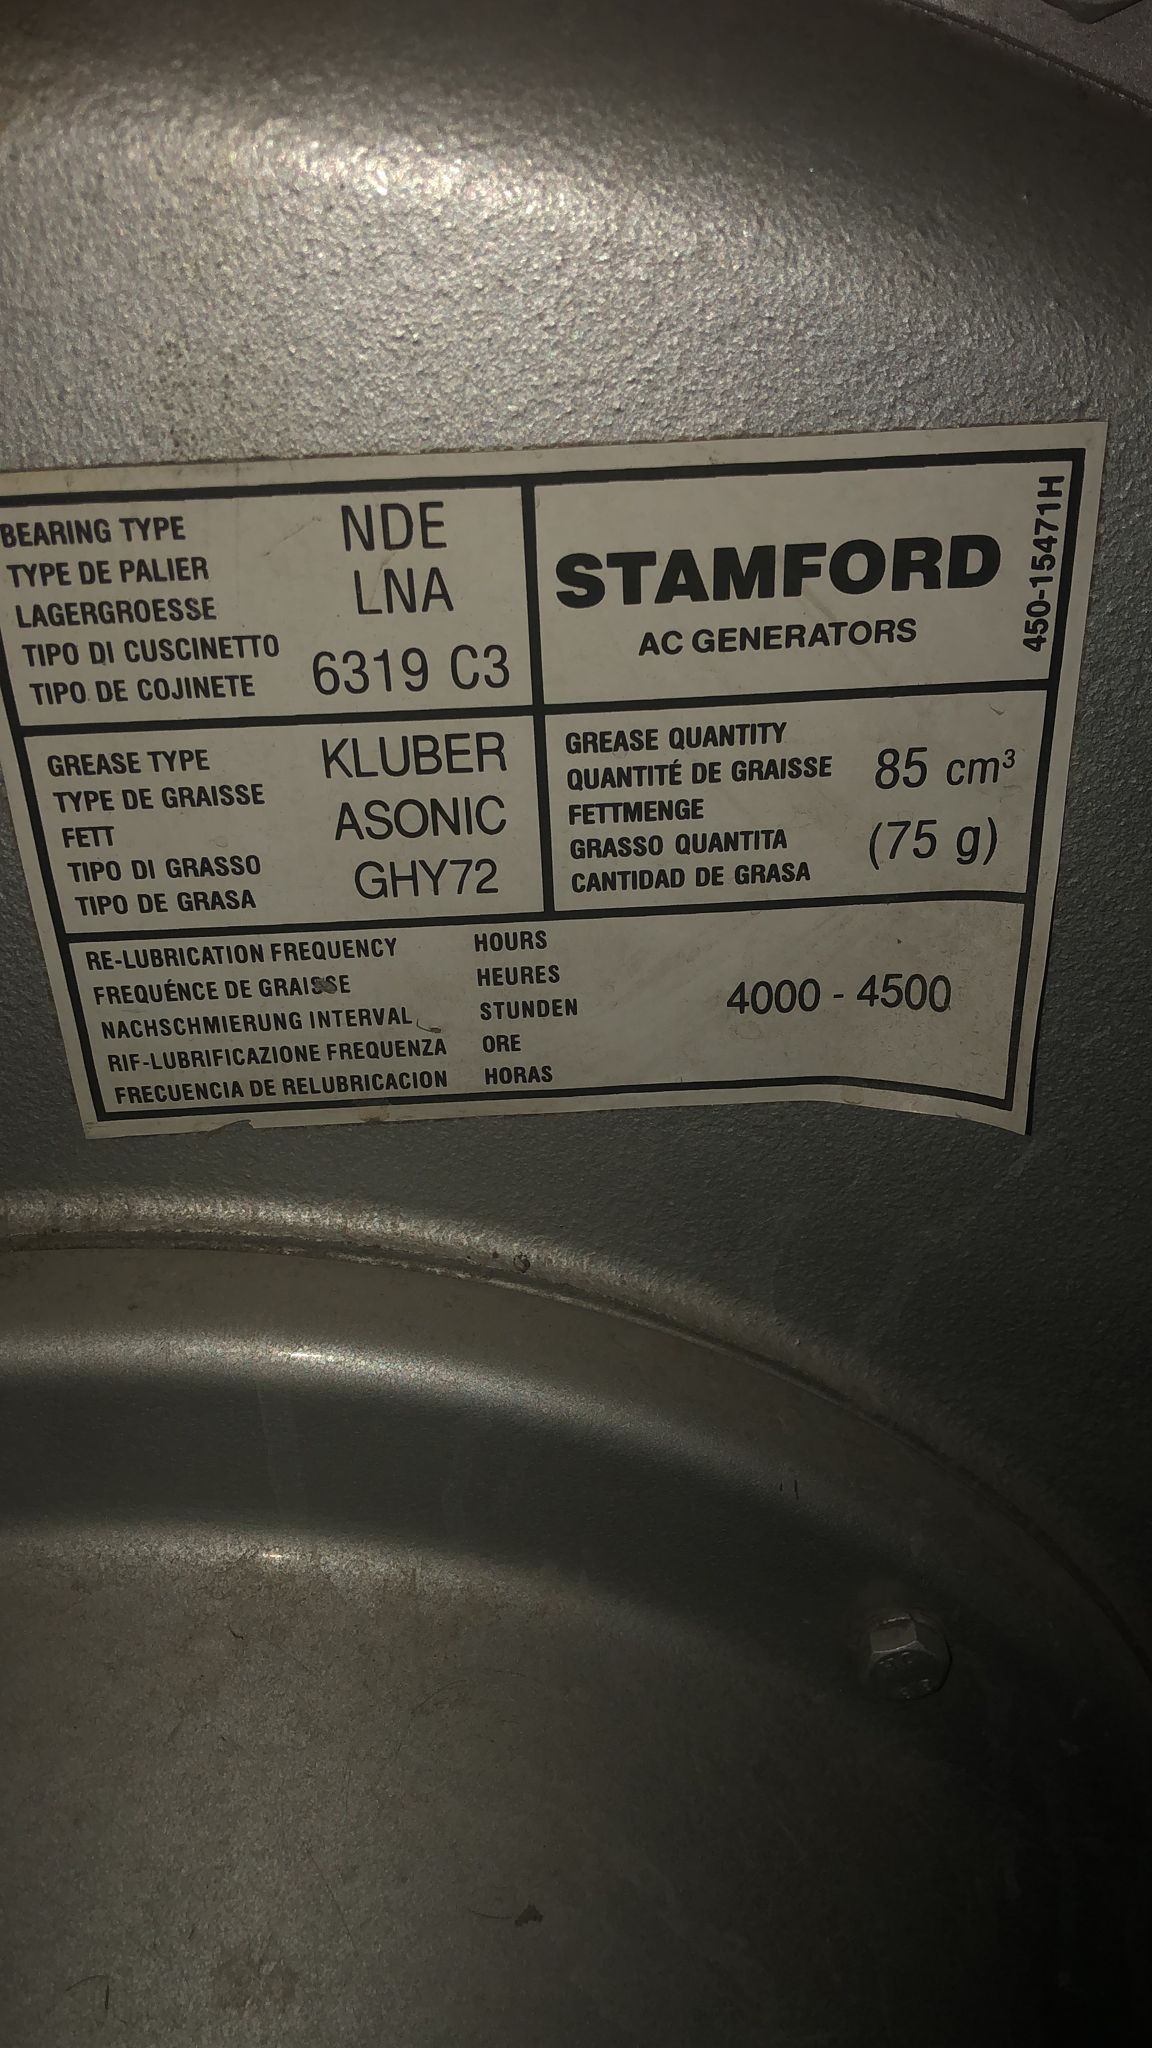 BEARING TYPE
TYPE DE PALIER
LAGERGROESSE
TIPO DI CUSCINETTO
TIPO DE COJINETE
NDE
LNA
6319 C3
STAMFORD
AC GENERATORS
450-15471H
GREASE TYPE
TYPE DE GRAISSE
FETT
TIPO DI GRASSO
TIPO DE GRASA
KLUBER
ASONIC
GHY72
GREASE QUANTITY
QUANTITÉ DE GRAISSE
FETTMENGE
GRASSO QUANTITA
CANTIDAD DE GRASA
85 cm³
(75 g)
RE-LUBRICATION FREQUENCY HOURS
FREQUÉNCE DE GRAISSE HEURES
NACHSCHMIERUNG INTERVAL STUNDEN
RIF-LUBRIFICAZIONE FREQUENZA ORE
FRECUENCIA DE RELUBRICACION HORAS
4000 - 4500